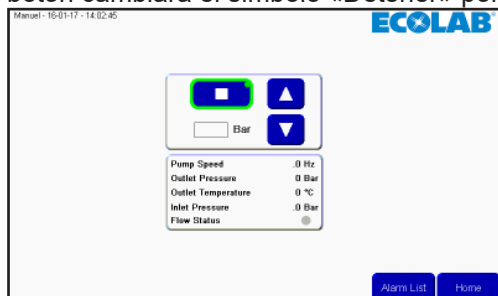 botón cambiará el símbolo «Detener» por
Manuel - 16-01-17 - 14:02:45
ECOLAB
Bar
Pump Speed .0 Hz
Outlet Pressure 0 Bar
Outlet Temperature 0 °C
Inlet Pressure .0 Bar
Flow Status
Alarm List Home